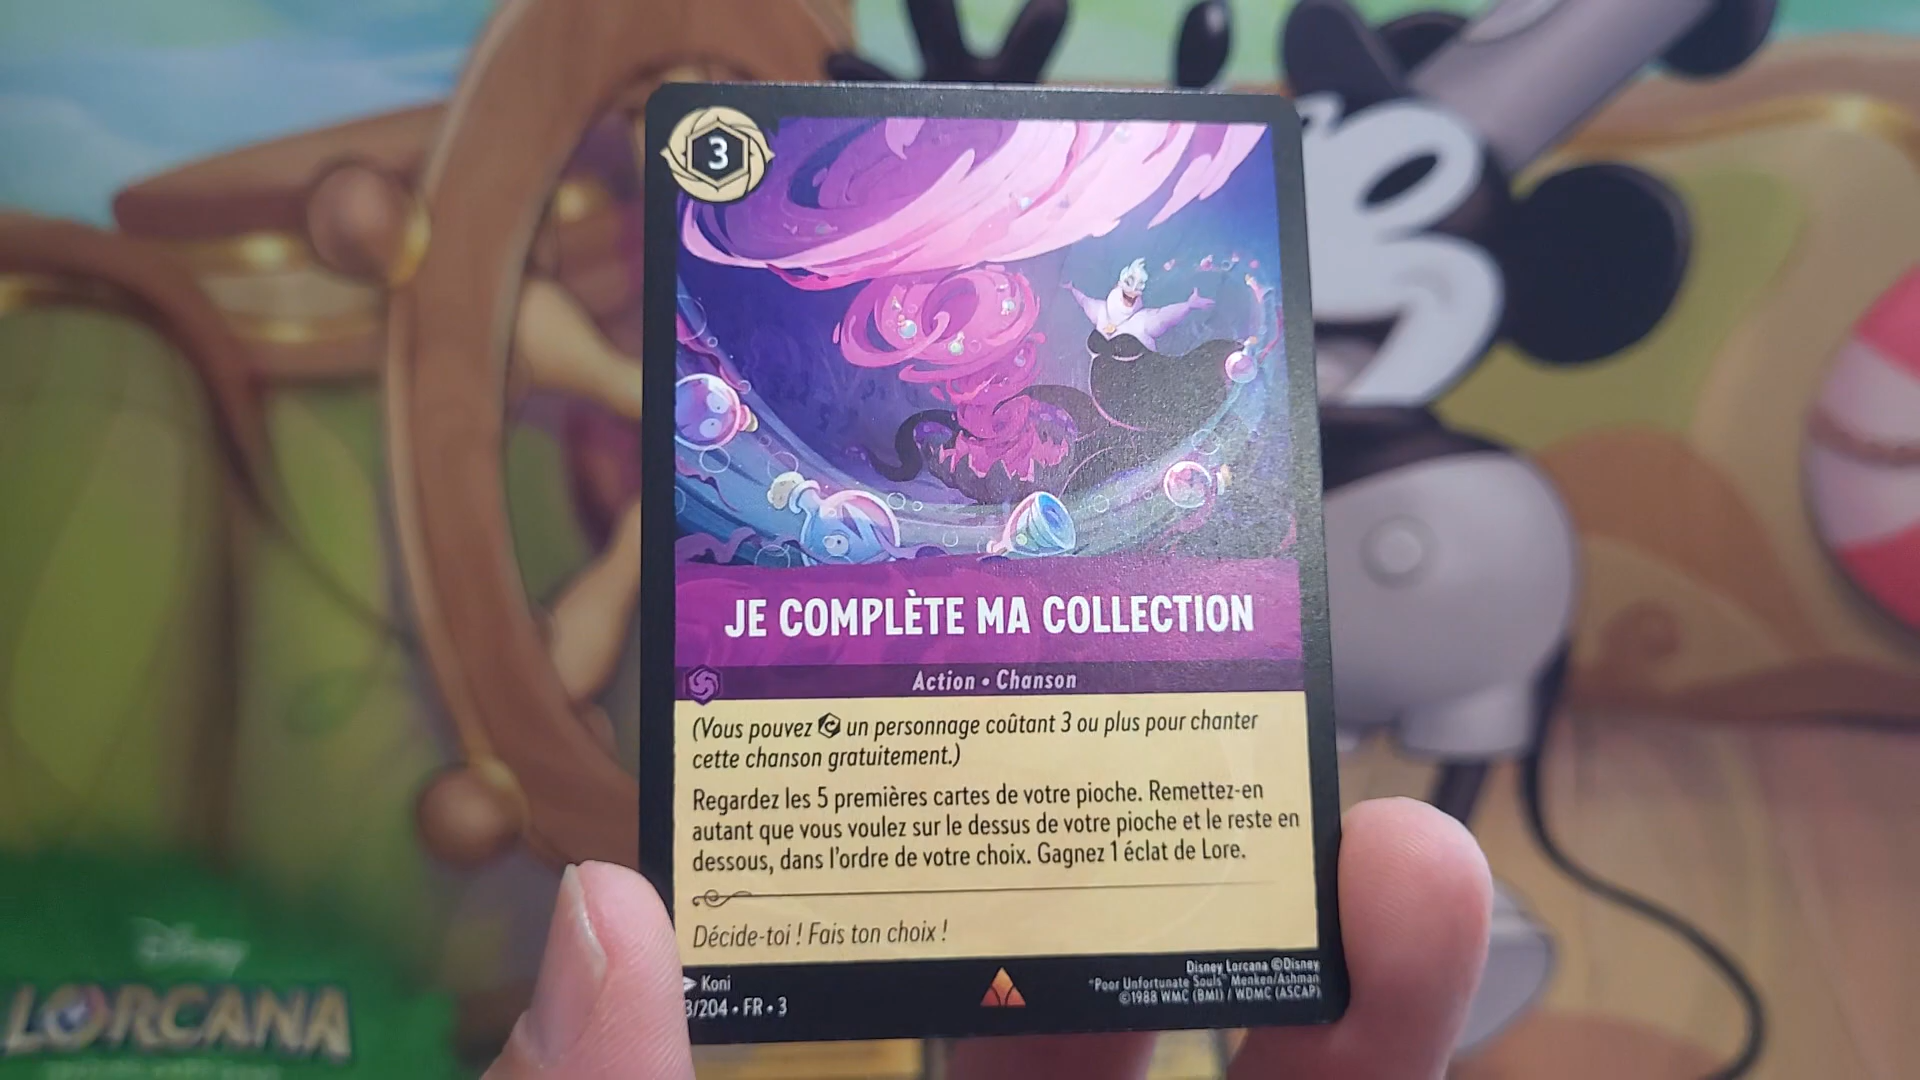 3
JE COMPLÈTE MA COLLECTION
Action • Chanson
(Vous pouvez un personnage coûtant 3 ou plus pour chanter
cette chanson gratuitement.)
Regardez les 5 premières cartes de votre pioche. Remettez-en
autant que vous voulez sur le dessus de votre pioche et le reste en
dessous, dans l'ordre de votre choix. Gagnez 1 éclat de Lore.
Décide-toi ! Fais ton choix !
Koni
3/204 • FR • 3
Disney Lorcana ©Disney
"Poor Unfortunate Souls" Menken/Ashman
©1988 WMC (BMI) / WDMC (ASCAP)
Disney
LORCANA